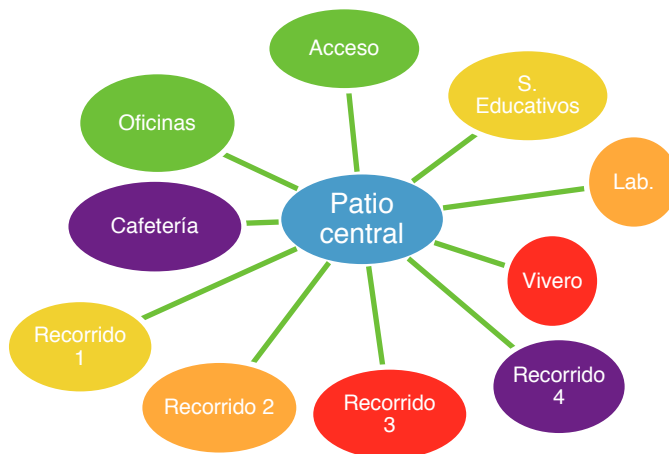 Acceso
S.
Educativos
Oficinas
Lab.
Patio
central
Cafetería
Vivero
Recorrido
1
Recorrido 2
Recorrido
3
Recorrido
4